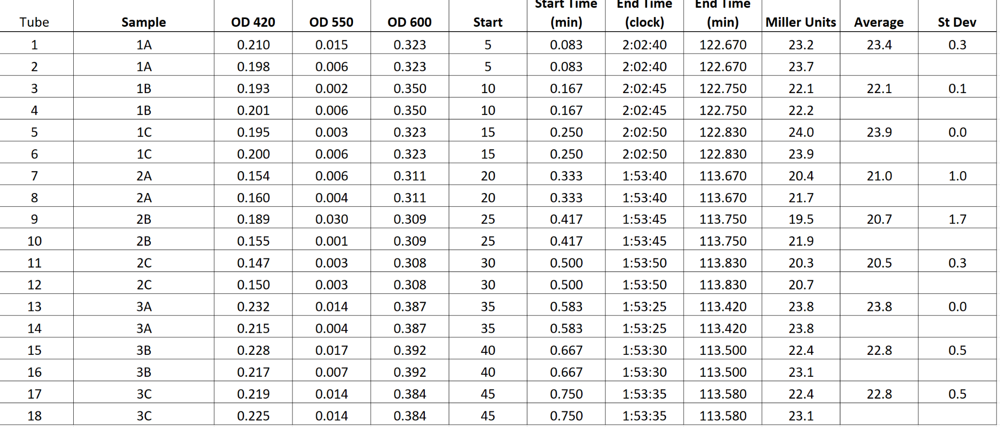 Tube Sample OD 420 OD 550 OD 600 Start Start Time (min) End Time (clock) End Time (min) Miller Units Average St Dev
1 1A 0.210 0.015 0.323 5 0.083 2:02:40 122.670 23.2 23.4 0.3
2 1A 0.198 0.006 0.323 5 0.083 2:02:40 122.670 23.7
3 1B 0.193 0.002 0.350 10 0.167 2:02:45 122.750 22.1 22.1 0.1
4 1B 0.201 0.006 0.350 10 0.167 2:02:45 122.750 22.2
5 1C 0.195 0.003 0.323 15 0.250 2:02:50 122.830 24.0 23.9 0.0
6 1C 0.200 0.006 0.323 15 0.250 2:02:50 122.830 23.9
7 2A 0.154 0.006 0.311 20 0.333 1:53:40 113.670 20.4 21.0 1.0
8 2A 0.160 0.004 0.311 20 0.333 1:53:40 113.670 21.7
9 2B 0.189 0.030 0.309 25 0.417 1:53:45 113.750 19.5 20.7 1.7
10 2B 0.155 0.001 0.309 25 0.417 1:53:45 113.750 21.9
11 2C 0.147 0.003 0.308 30 0.500 1:53:50 113.830 20.3 20.5 0.3
12 2C 0.150 0.003 0.308 30 0.500 1:53:50 113.830 20.7
13 3A 0.232 0.014 0.387 35 0.583 1:53:25 113.420 23.8 23.8 0.0
14 3A 0.215 0.004 0.387 35 0.583 1:53:25 113.420 23.8
15 3B 0.228 0.017 0.392 40 0.667 1:53:30 113.500 22.4 22.8 0.5
16 3B 0.217 0.007 0.392 40 0.667 1:53:30 113.500 23.1
17 3C 0.219 0.014 0.384 45 0.750 1:53:35 113.580 22.4 22.8 0.5
18 3C 0.225 0.014 0.384 45 0.750 1:53:35 113.580 23.1